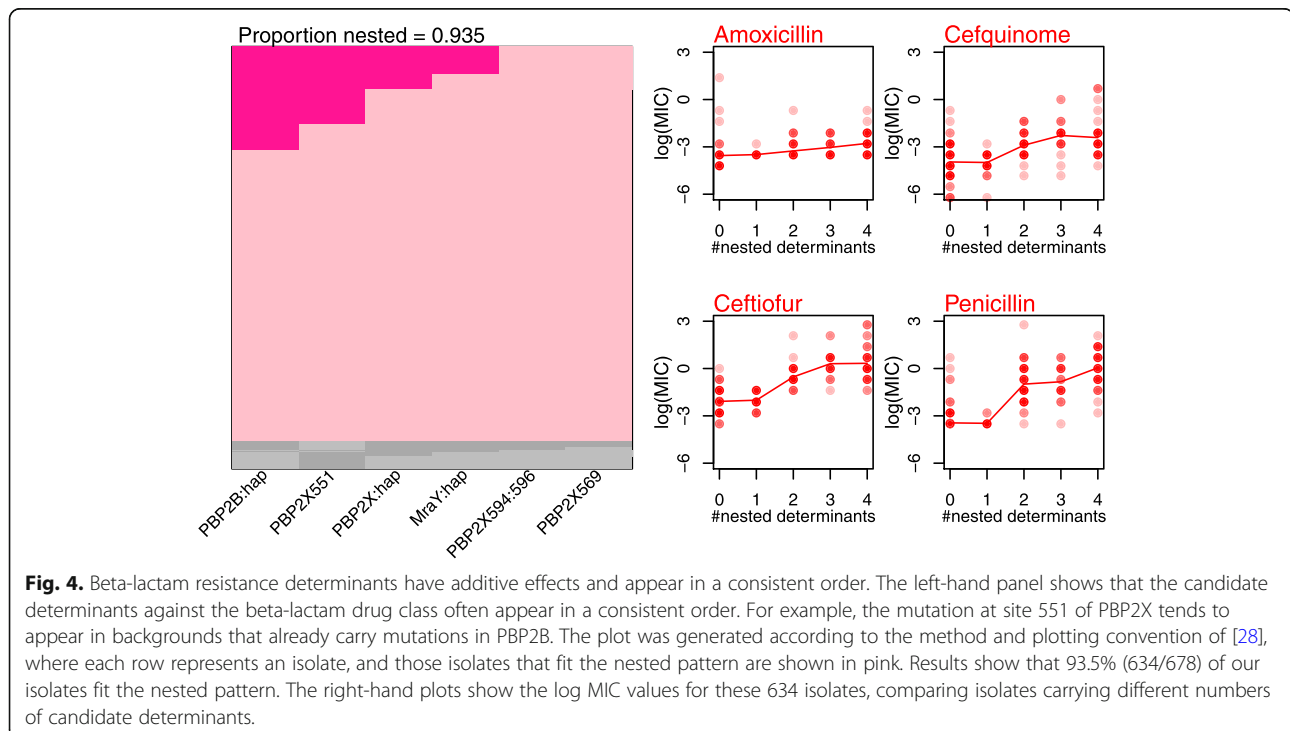 Proportion nested = 0.935
PBP2B:hap
PBP2X551
PBP2X:hap
MraY:hap
PBP2X594:596
PBP2X569
Amoxicillin
log(MIC)
3
0
−3
−6
0 1 2 3 4
#nested determinants
Cefquinome
log(MIC)
3
0
−3
−6
0 1 2 3 4
#nested determinants
Ceftiofur
log(MIC)
3
0
−3
−6
0 1 2 3 4
#nested determinants
Penicillin
log(MIC)
3
0
−3
−6
0 1 2 3 4
#nested determinants
Fig. 4. Beta-lactam resistance determinants have additive effects and appear in a consistent order. The left-hand panel shows that the candidate
determinants against the beta-lactam drug class often appear in a consistent order. For example, the mutation at site 551 of PBP2X tends to
appear in backgrounds that already carry mutations in PBP2B. The plot was generated according to the method and plotting convention of [28],
where each row represents an isolate, and those isolates that fit the nested pattern are shown in pink. Results show that 93.5% (634/678) of our
isolates fit the nested pattern. The right-hand plots show the log MIC values for these 634 isolates, comparing isolates carrying different numbers
of candidate determinants.